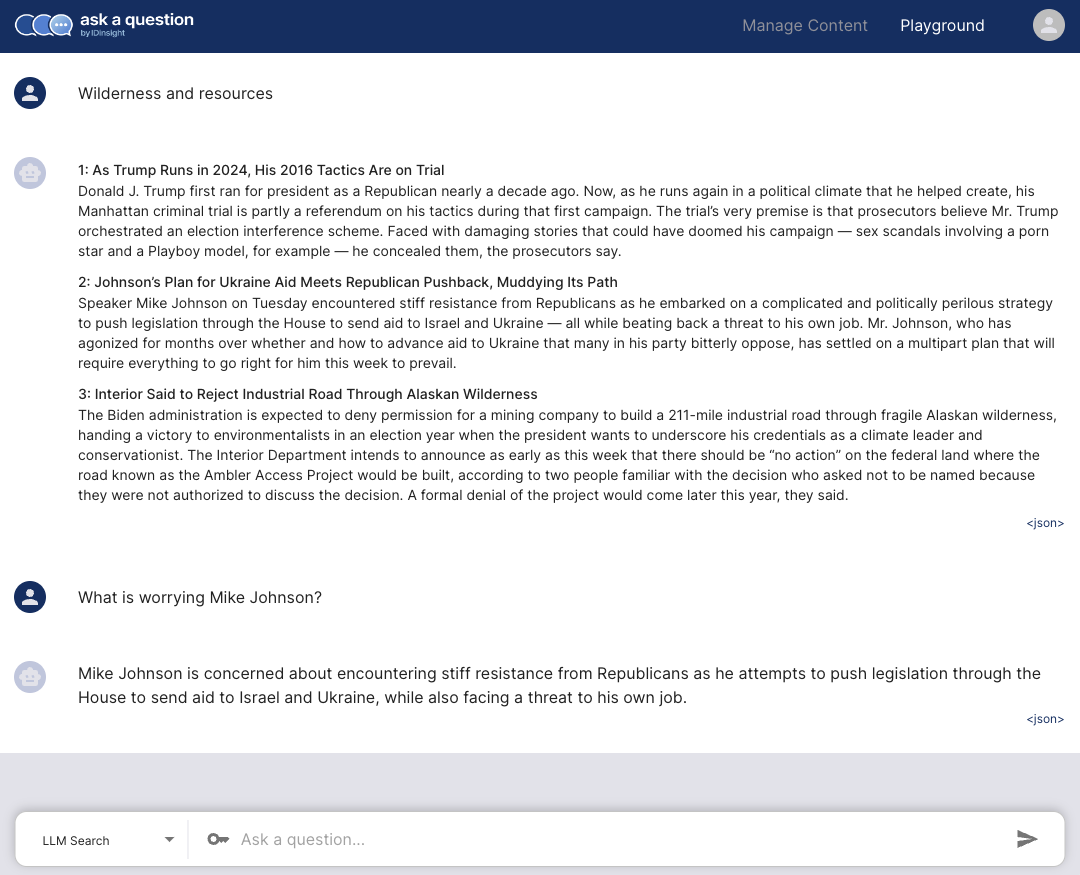 ask a question
by IDinsight
Manage Content
Playground
Wilderness and resources
1: As Trump Runs in 2024, His 2016 Tactics Are on Trial
Donald J. Trump first ran for president as a Republican nearly a decade ago. Now, as he runs again in a political climate that he helped create, his
Manhattan criminal trial is partly a referendum on his tactics during that first campaign. The trial’s very premise is that prosecutors believe Mr. Trump
orchestrated an election interference scheme. Faced with damaging stories that could have doomed his campaign — sex scandals involving a porn
star and a Playboy model, for example — he concealed them, the prosecutors say.
2: Johnson’s Plan for Ukraine Aid Meets Republican Pushback, Muddying Its Path
Speaker Mike Johnson on Tuesday encountered stiff resistance from Republicans as he embarked on a complicated and politically perilous strategy
to push legislation through the House to send aid to Israel and Ukraine — all while beating back a threat to his own job. Mr. Johnson, who has
agonized for months over whether and how to advance aid to Ukraine that many in his party bitterly oppose, has settled on a multipart plan that will
require everything to go right for him this week to prevail.
3: Interior Said to Reject Industrial Road Through Alaskan Wilderness
The Biden administration is expected to deny permission for a mining company to build a 211-mile industrial road through fragile Alaskan wilderness,
handing a victory to environmentalists in an election year when the president wants to underscore his credentials as a climate leader and
conservationist. The Interior Department intends to announce as early as this week that there should be “no action” on the federal land where the
road known as the Ambler Access Project would be built, according to two people familiar with the decision who asked not to be named because
they were not authorized to discuss the decision. A formal denial of the project would come later this year, they said.
<json>
What is worrying Mike Johnson?
Mike Johnson is concerned about encountering stiff resistance from Republicans as he attempts to push legislation through the
House to send aid to Israel and Ukraine, while also facing a threat to his own job.
<json>
LLM Search
Ask a question...